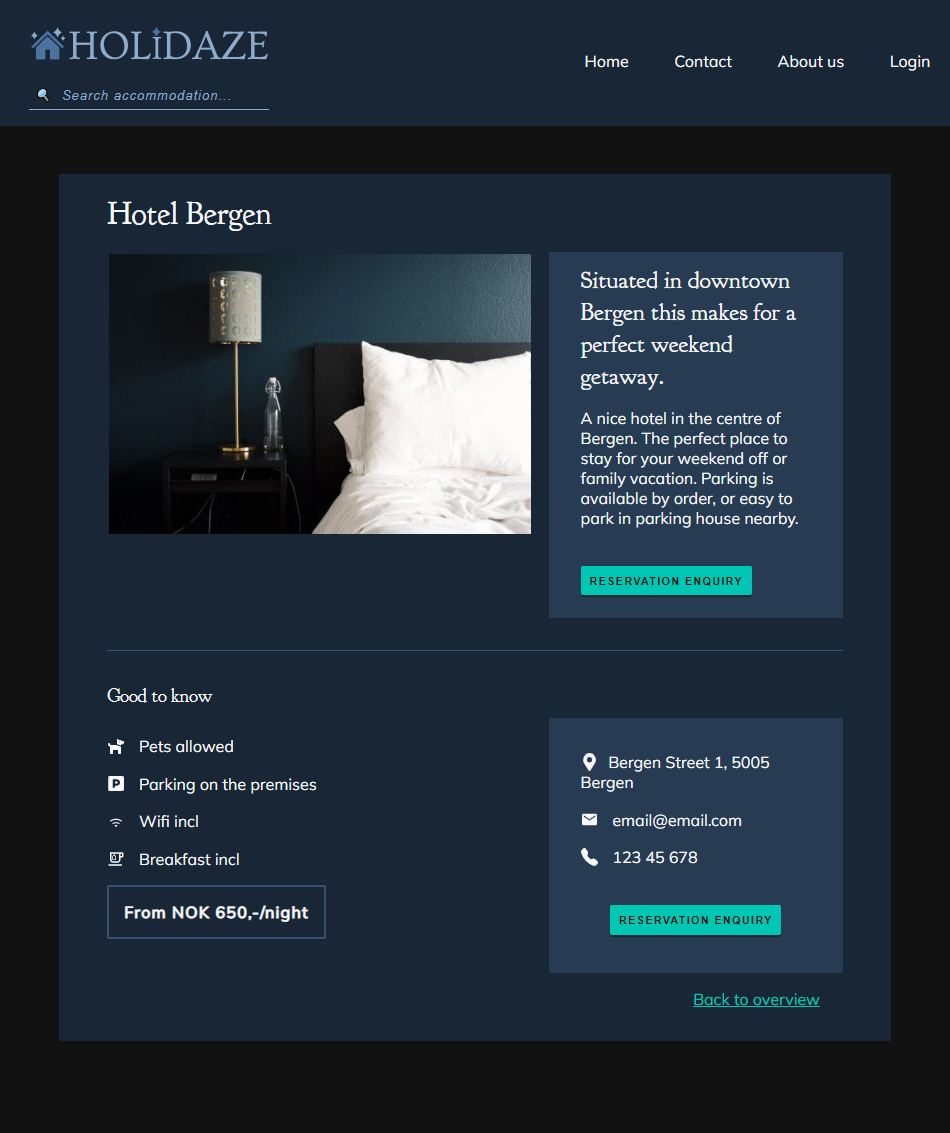 HOLiDAZE
Search accommodation...
Home Contact About us Login
Hotel Bergen
Situated in downtown
Bergen this makes for a
perfect weekend
getaway.
A nice hotel in the centre of
Bergen. The perfect place to
stay for your weekend off or
family vacation. Parking is
available by order, or easy to
park in parking house nearby.
RESERVATION ENQUIRY
Good to know
Pets allowed
P Parking on the premises
Wifi incl
Breakfast incl
From NOK 650,-/night
Bergen Street 1, 5005
Bergen
email@email.com
123 45 678
RESERVATION ENQUIRY
Back to overview